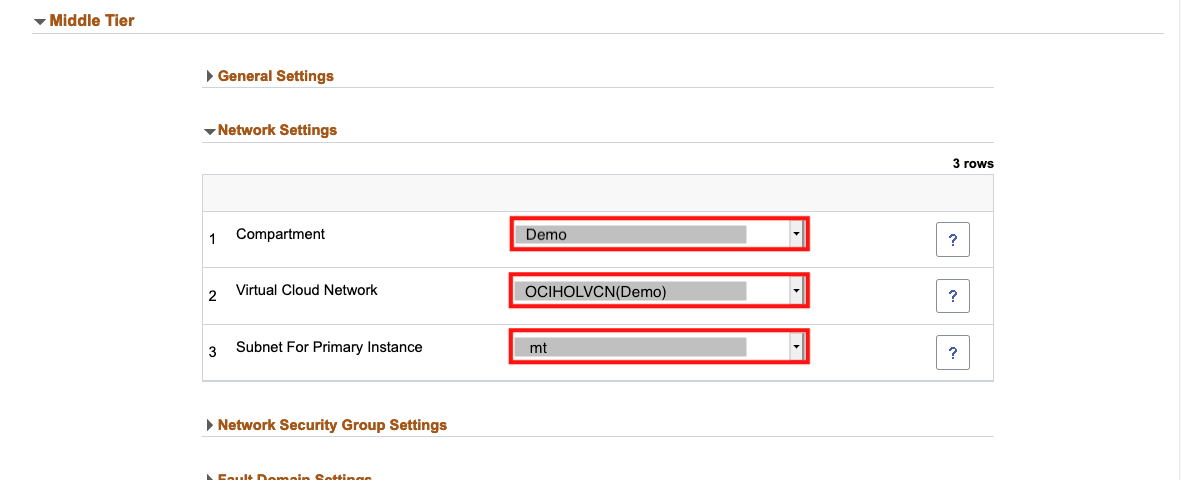 Middle Tier
General Settings
Network Settings
3 rows
1 Compartment Demo ?
2 Virtual Cloud Network OCIHOLVCN(Demo) ?
3 Subnet For Primary Instance mt ?
Network Security Group Settings
Fault Domain Settings